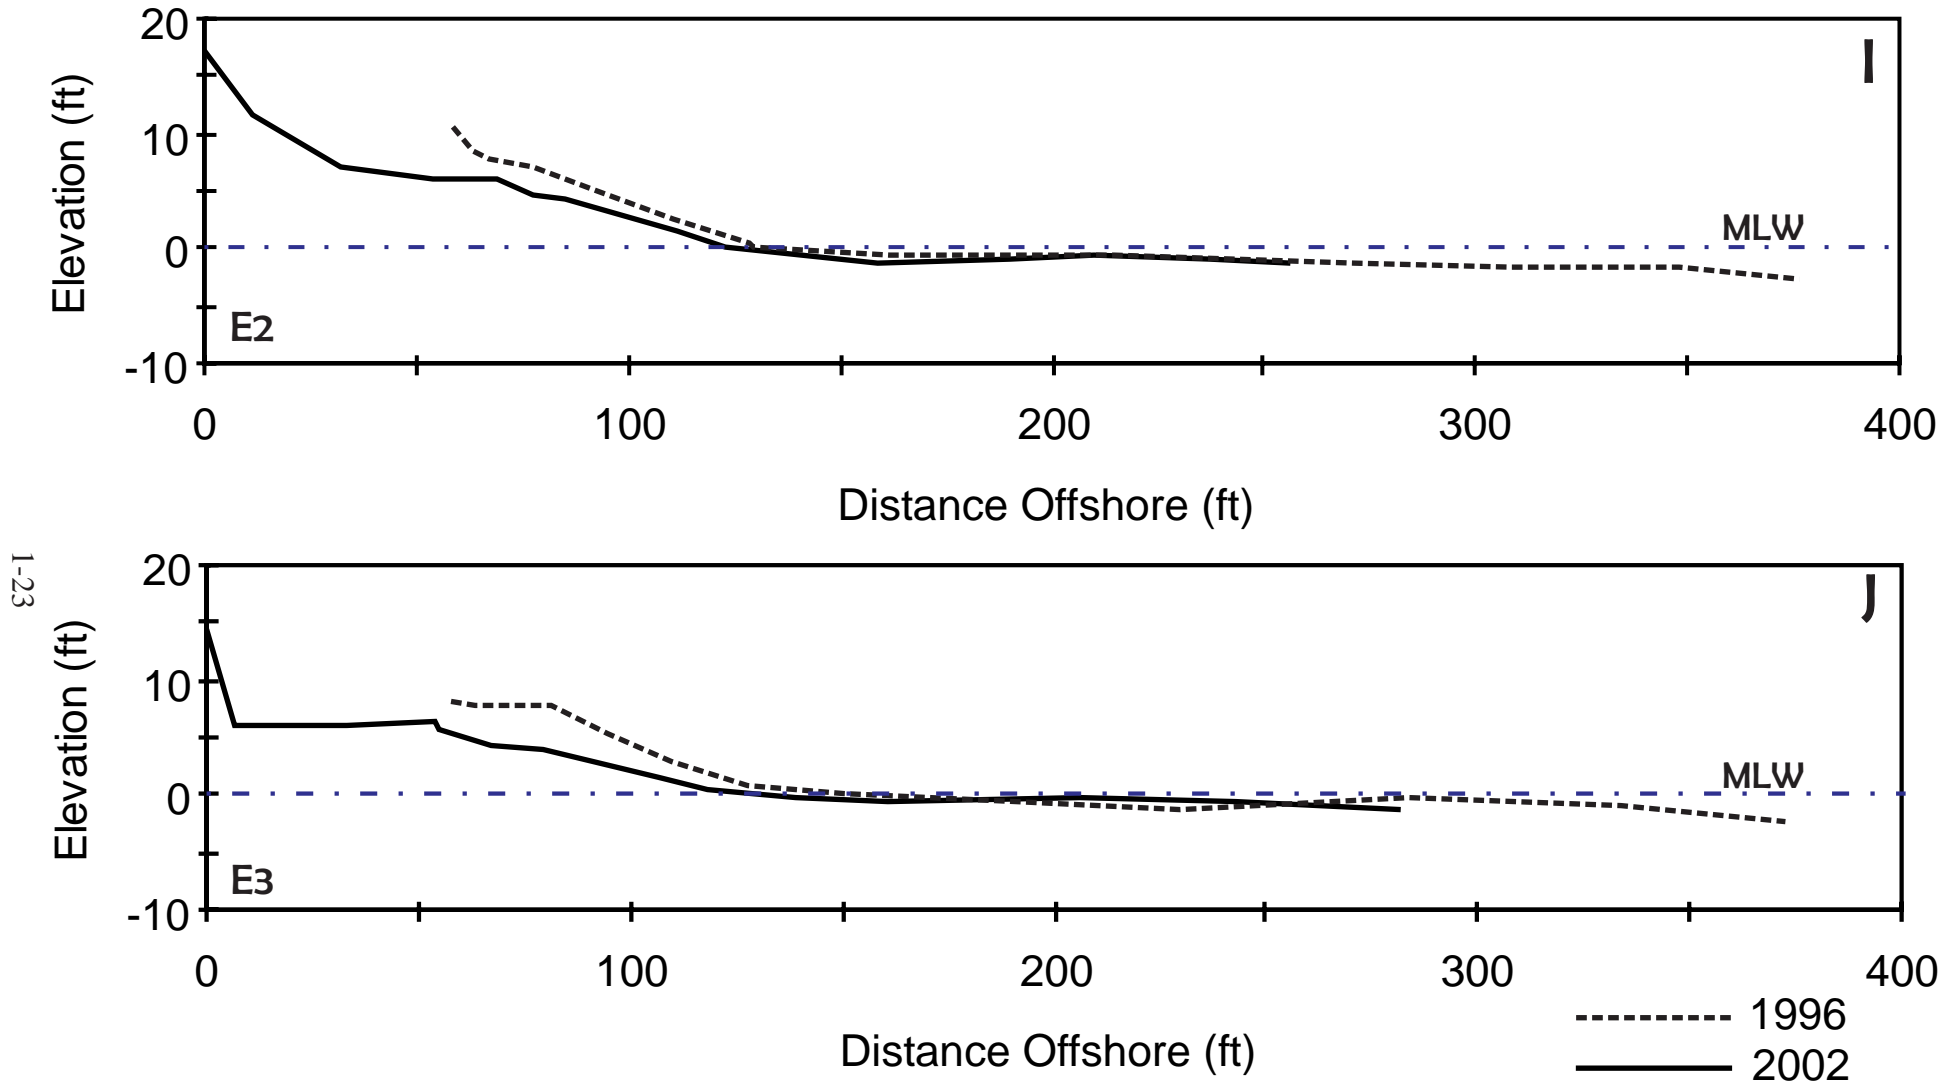 20
I
Elevation (ft)
10
MLW
0
E2
-10
0 100 200 300 400
Distance Offshore (ft)
1-23
20
J
Elevation (ft)
10
MLW
0
E3
-10
0 100 200 300 400
1996
Distance Offshore (ft)
2002